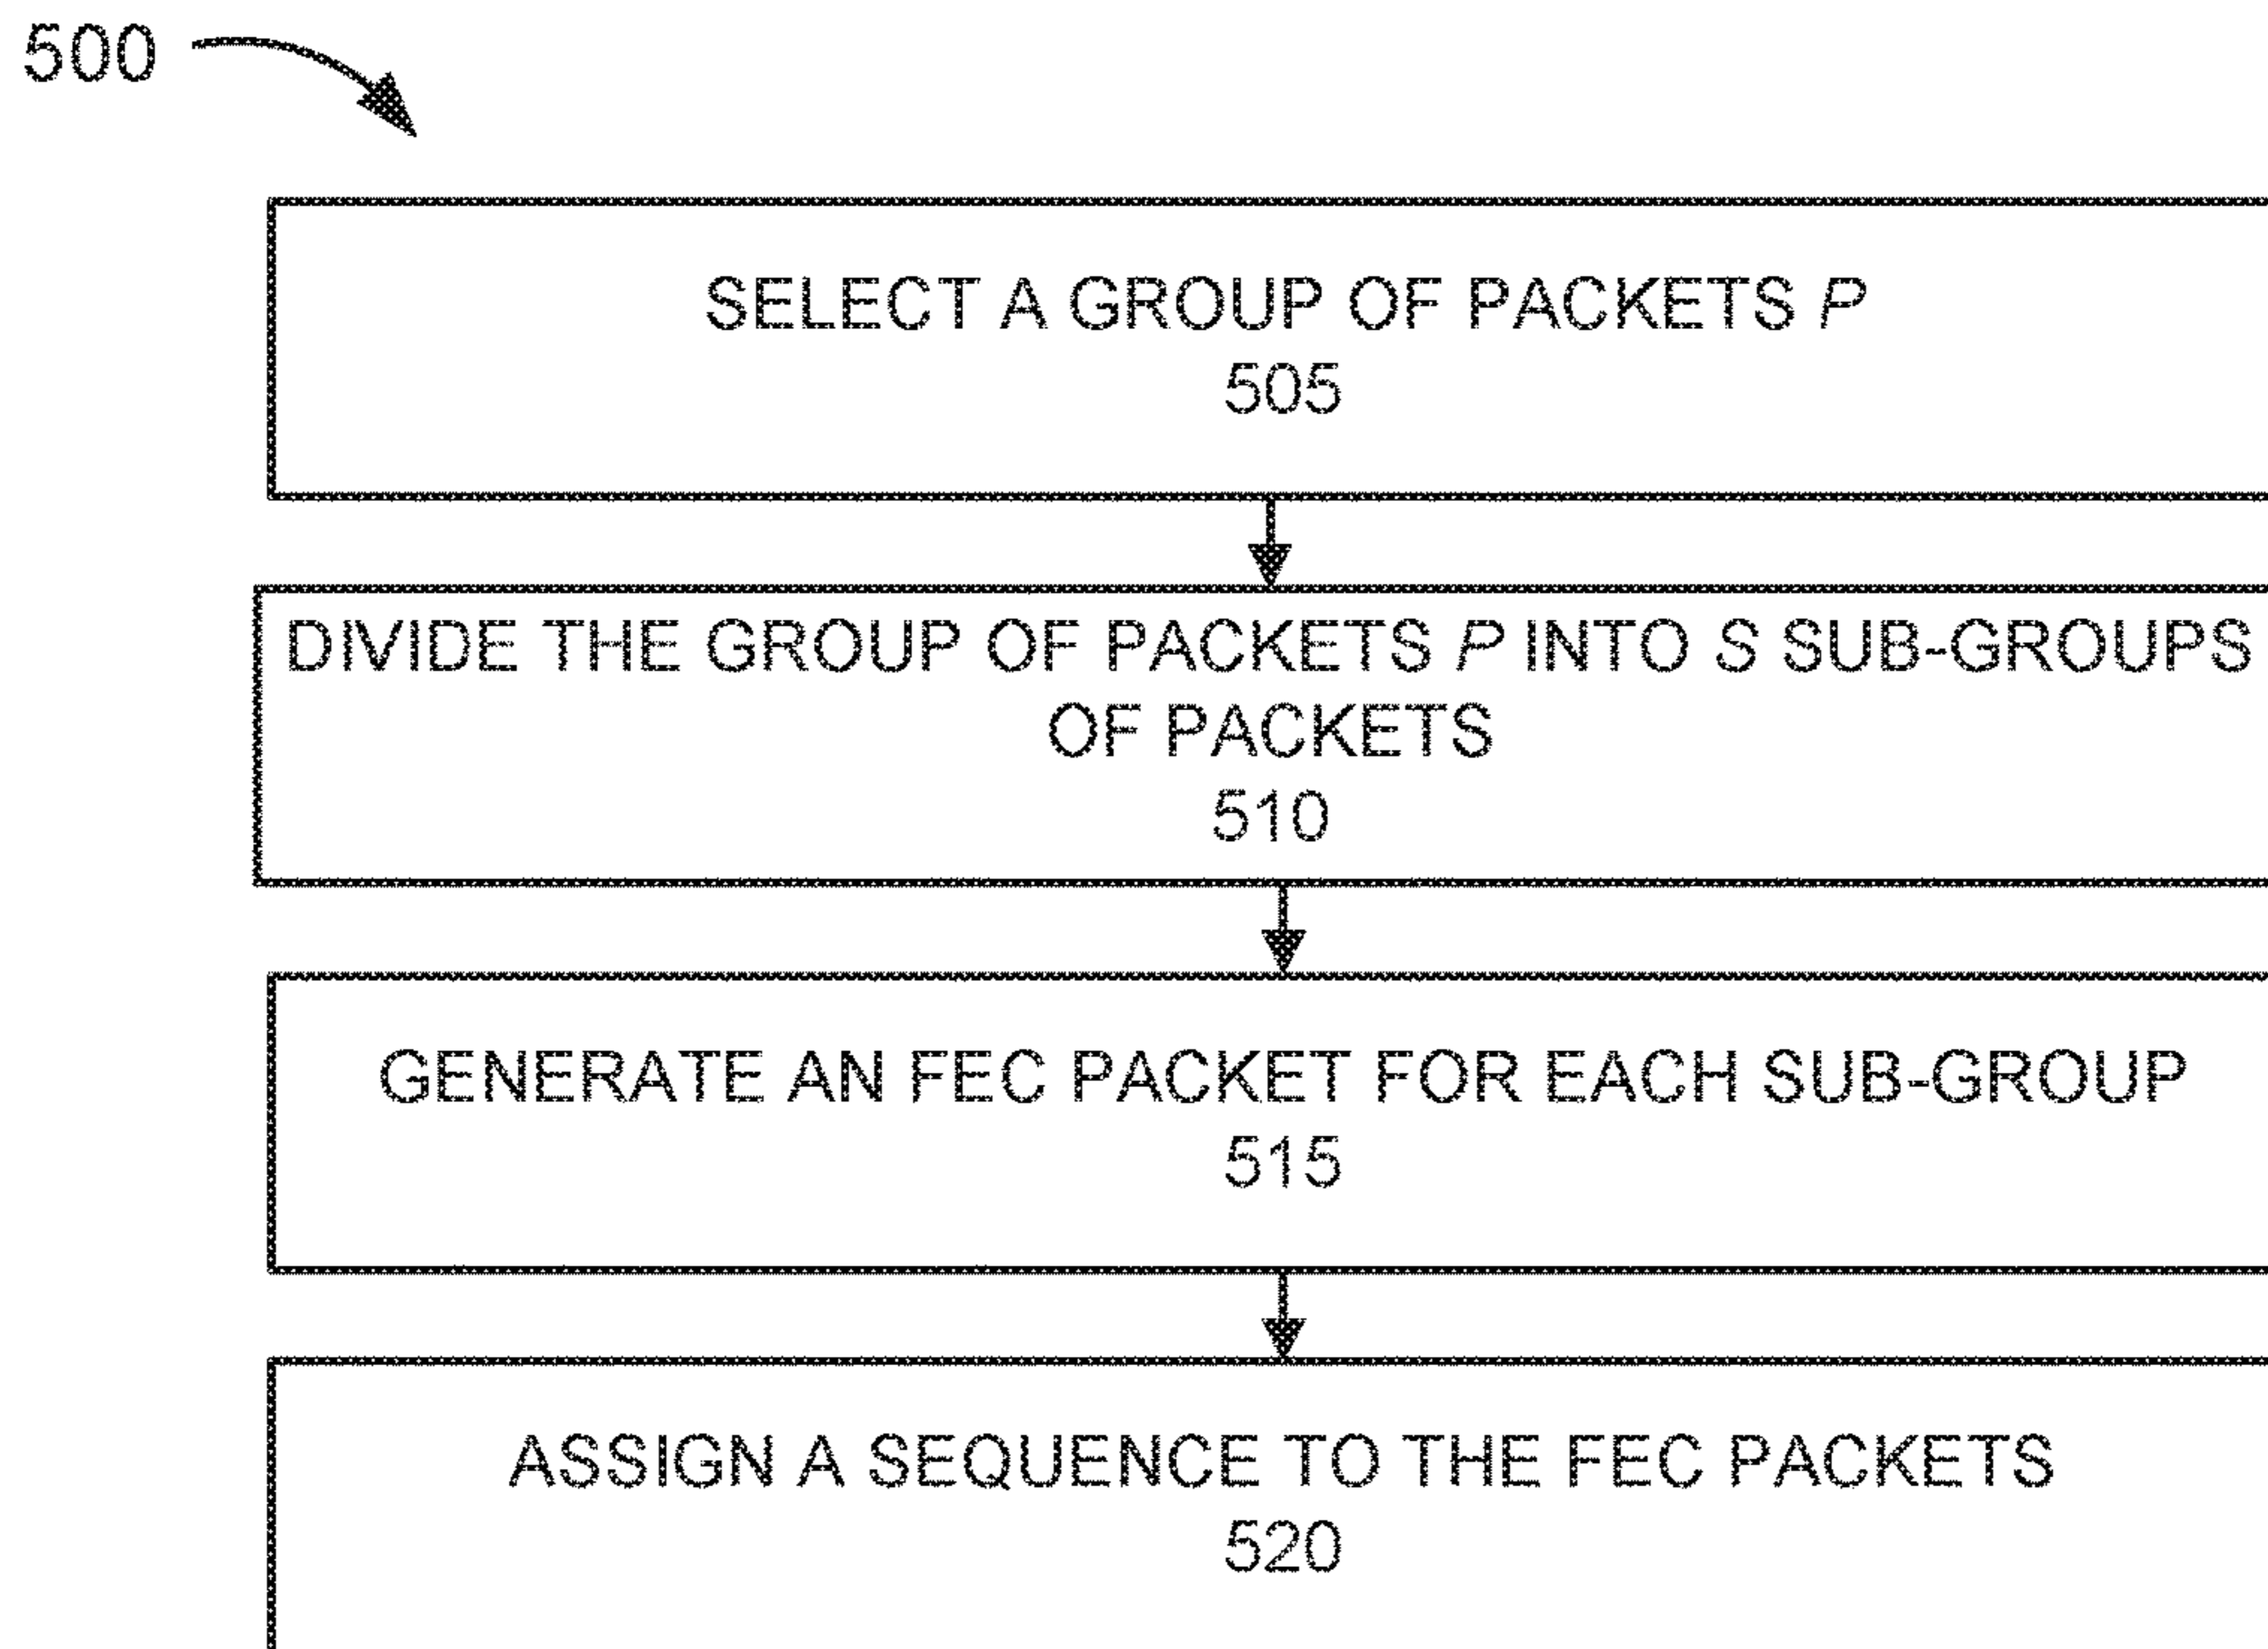 500
SELECT A GROUP OF PACKETS P
505
DIVIDE THE GROUP OF PACKETS P INTO S SUB-GROUPS
OF PACKETS
510
GENERATE AN FEC PACKET FOR EACH SUB-GROUP
515
ASSIGN A SEQUENCE TO THE FEC PACKETS
520